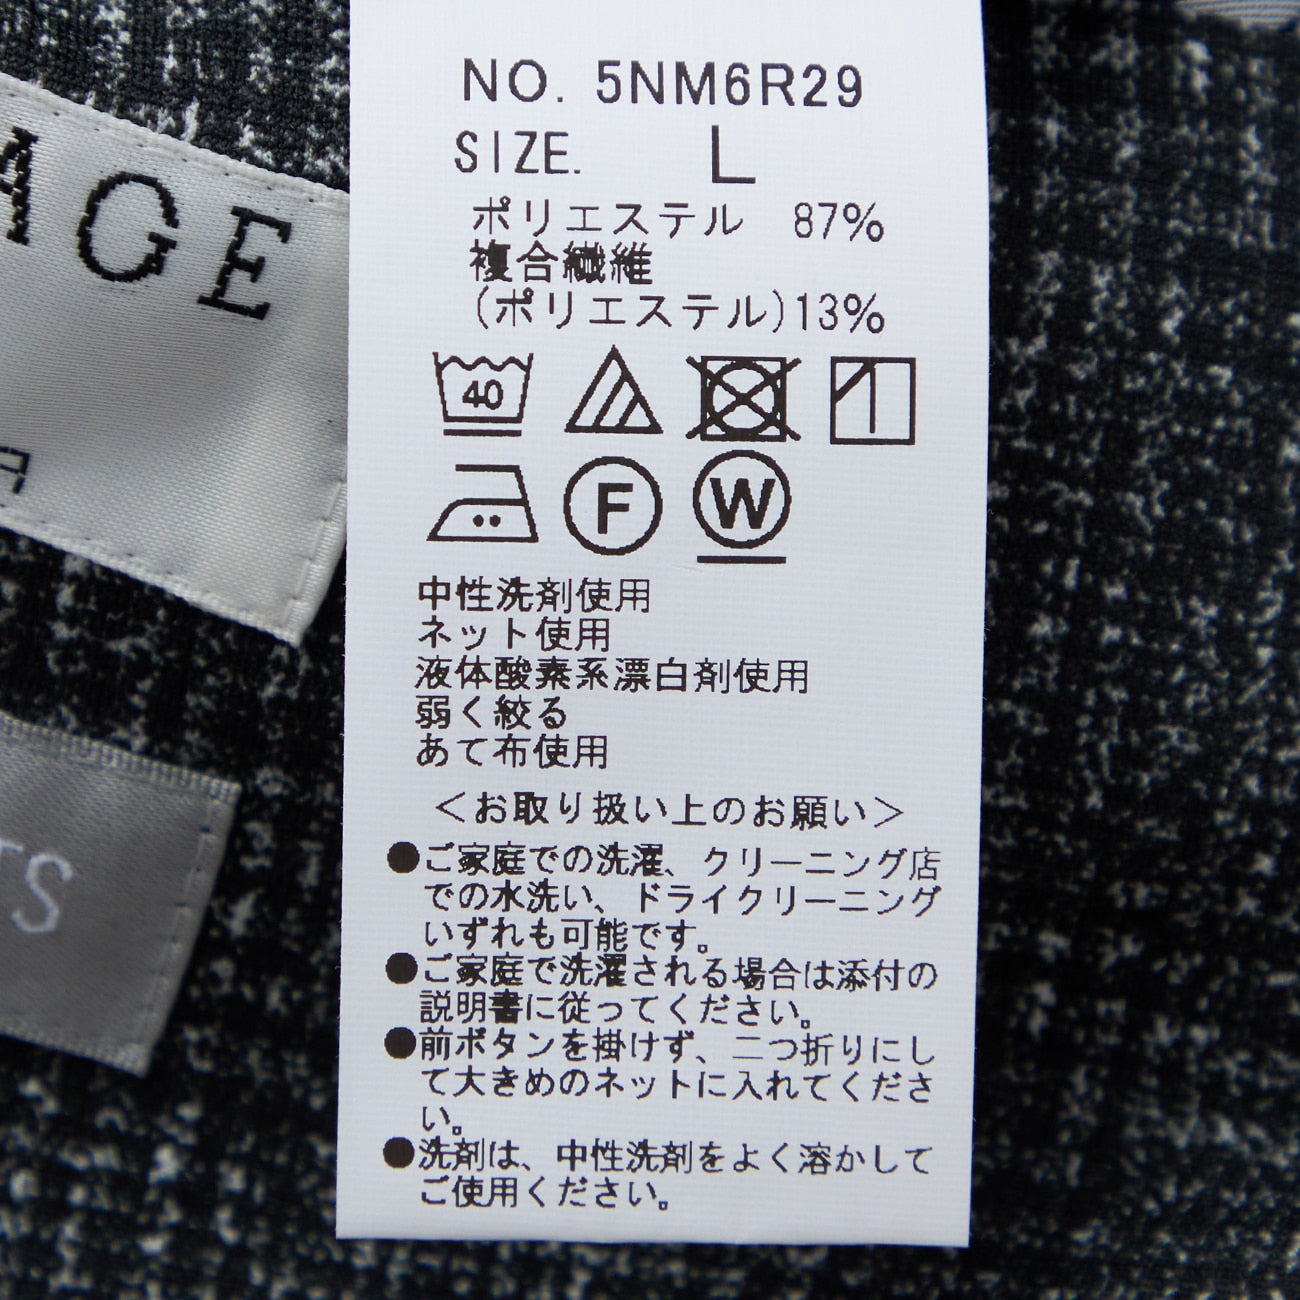 NO. 5NM6R29
SIZE. L
ポリエステル 87%
複合繊維
(ポリエステル)13%
40
F
W
中性洗剤使用
ネット使用
液体酸素系漂白剤使用
弱く絞る
あて布使用
＜お取り扱い上のお願い＞
●ご家庭での洗濯、クリーニング店
での水洗い、ドライクリーニング
いずれも可能です。
●ご家庭で洗濯される場合は添付の
説明書に従ってください。
●前ボタンを掛けず、二つ折りにし
て大きめのネットに入れてくださ
い。
●洗剤は、中性洗剤をよく溶かして
ご使用ください。
AGE
TS